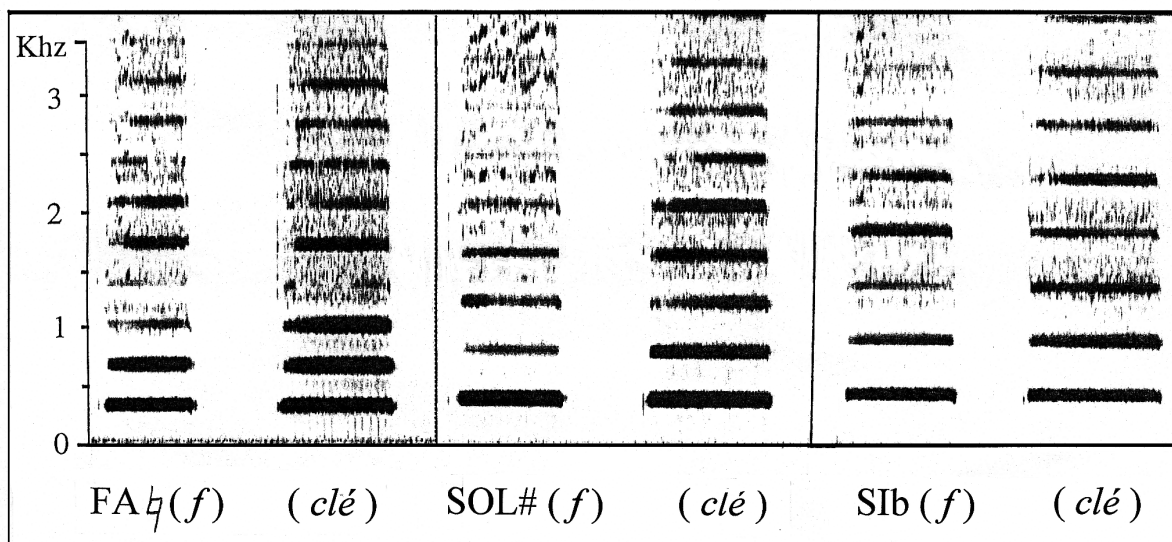 Khz
3
2
1
0
FA ♮ (f) (clé) SOL# (f) (clé) SIb (f) (clé)